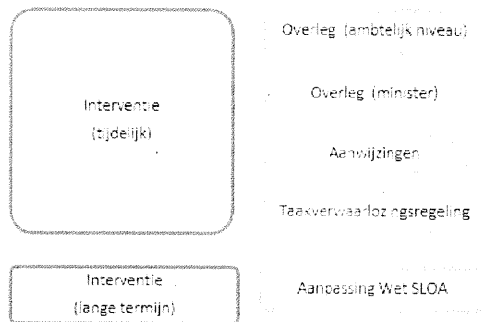 Overleg (ambtelijk niveau)
Overleg (minister)
Interventie
(tijdelijk)
Aanwijzingen
Taakverwaarlozingsregeling
Interventie
(lange termijn)
Aanpassing Wet SLOA